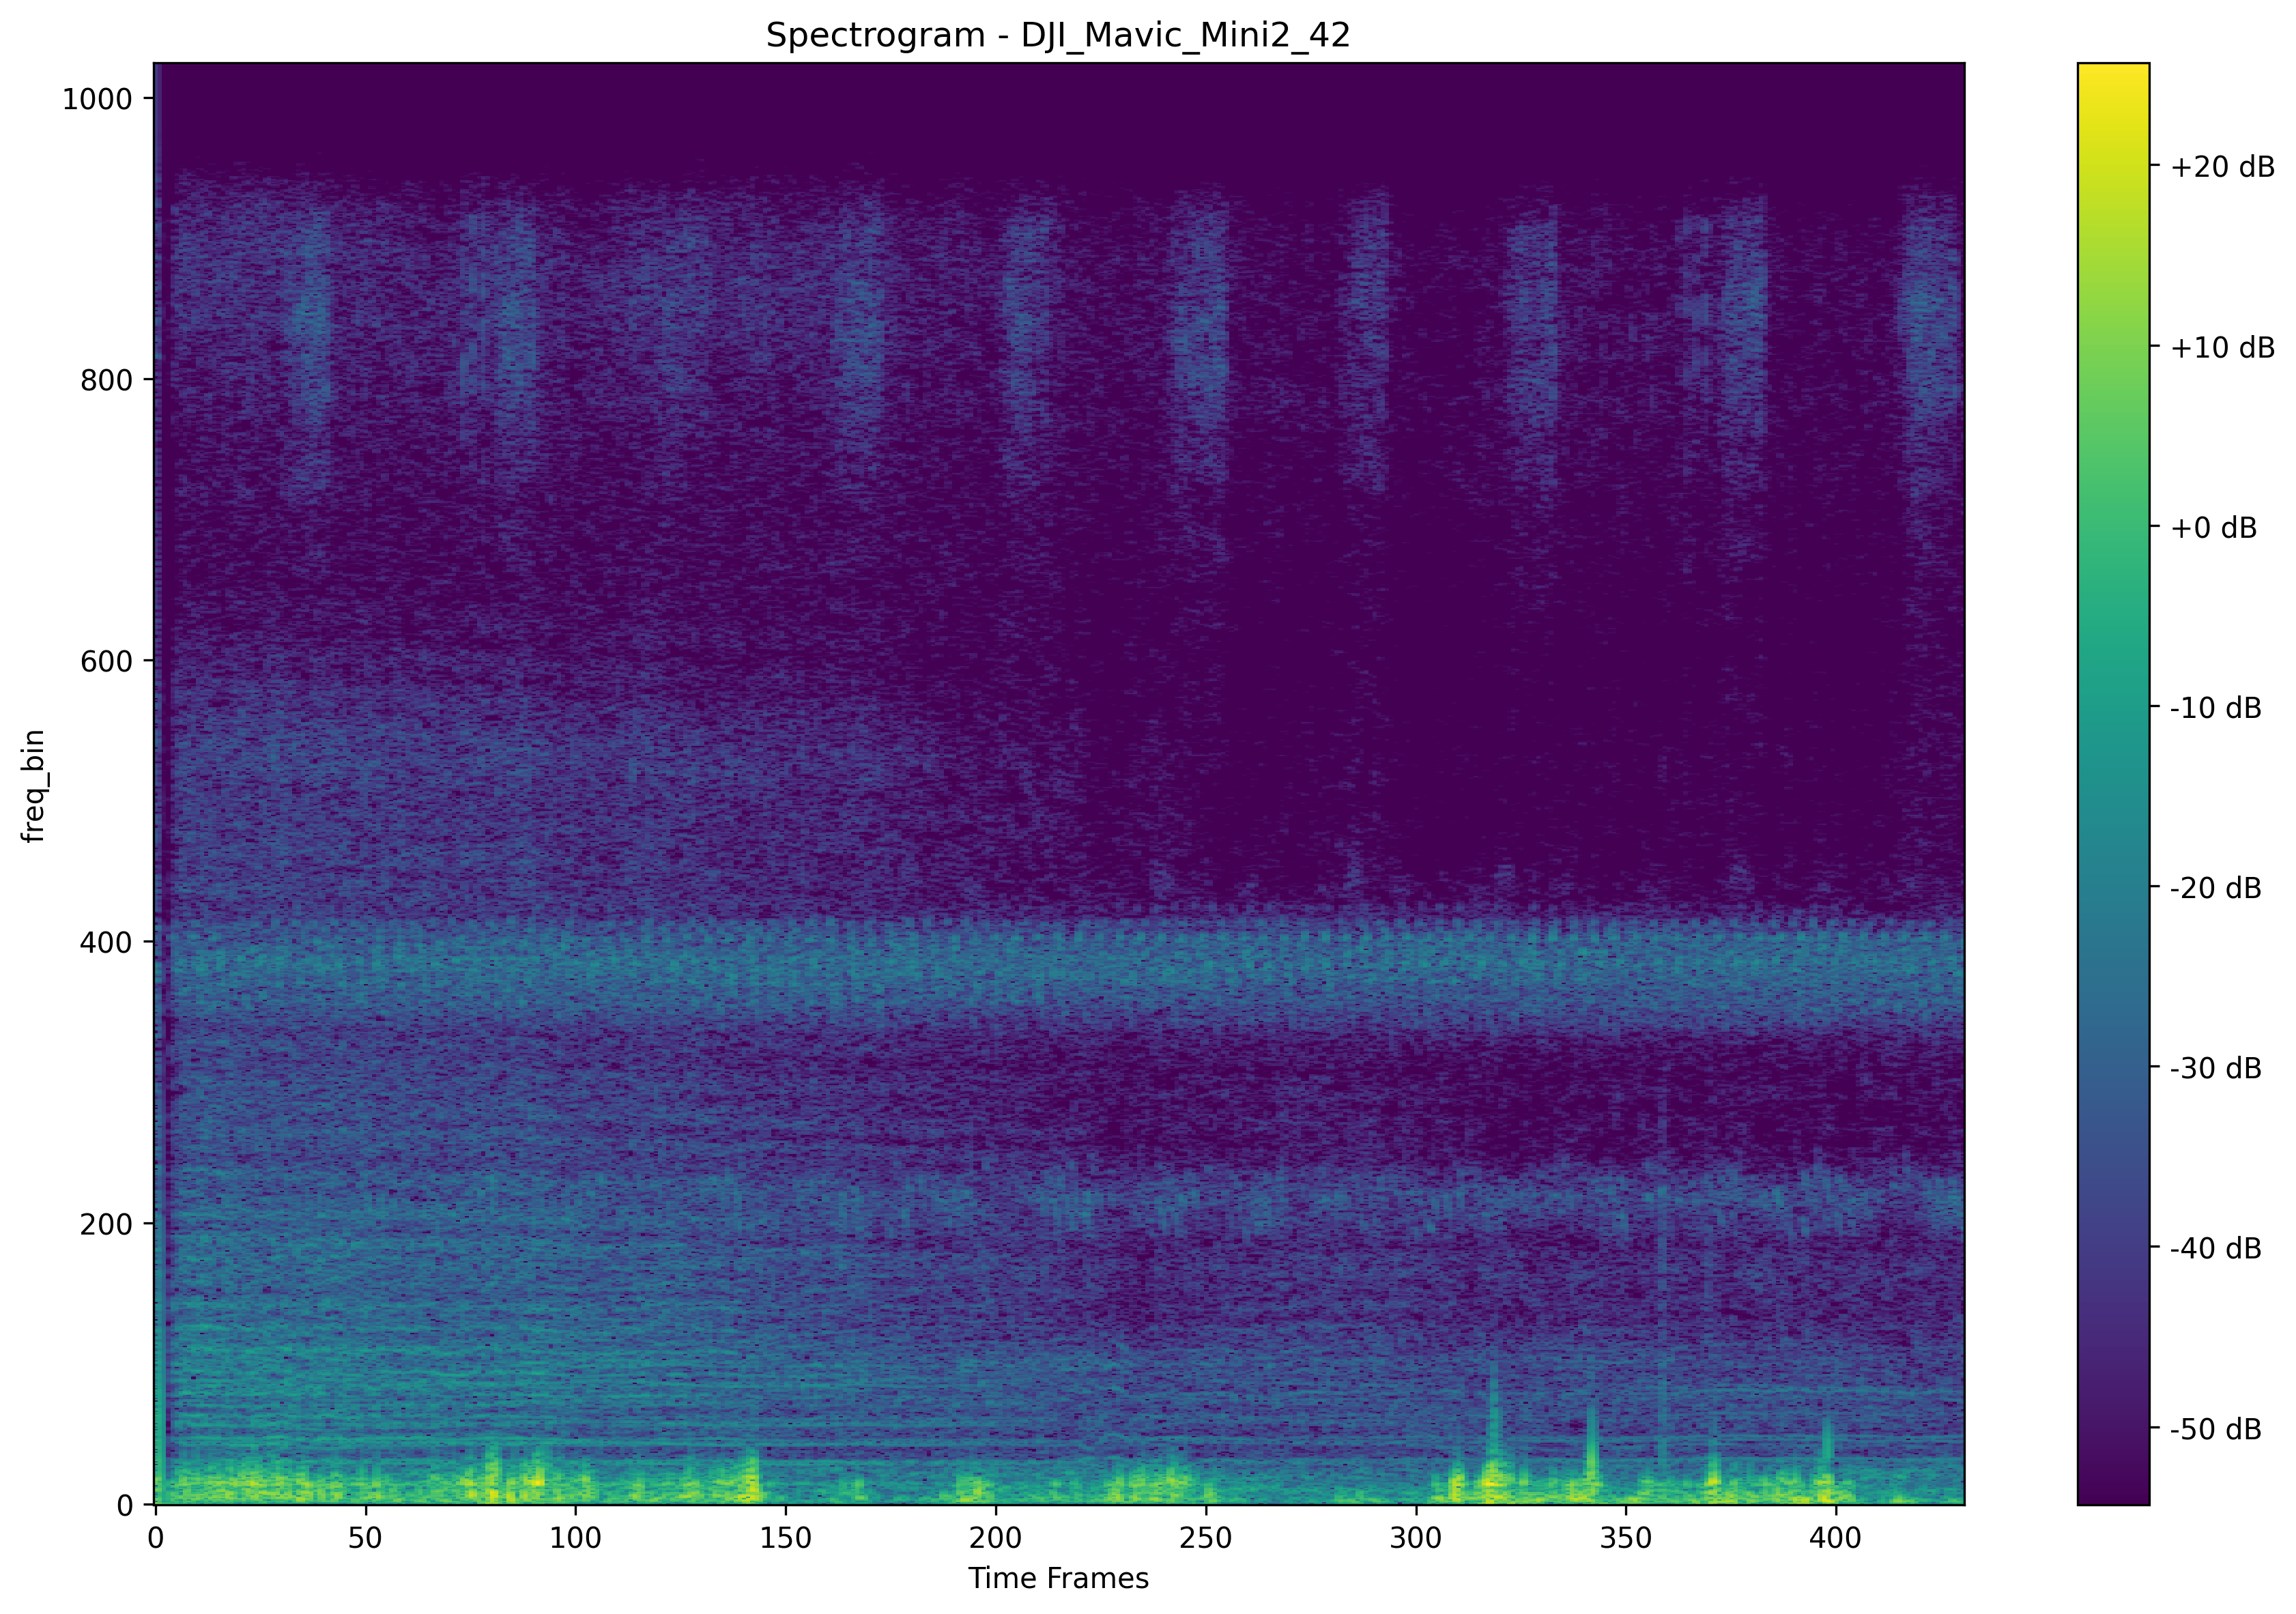 Spectrogram - DJI_Mavic_Mini2_42
1000
800
600
400
200
0
freq_bin
0 50 100 150 200 250 300 350 400
Time Frames
+20 dB
+10 dB
+0 dB
-10 dB
-20 dB
-30 dB
-40 dB
-50 dB